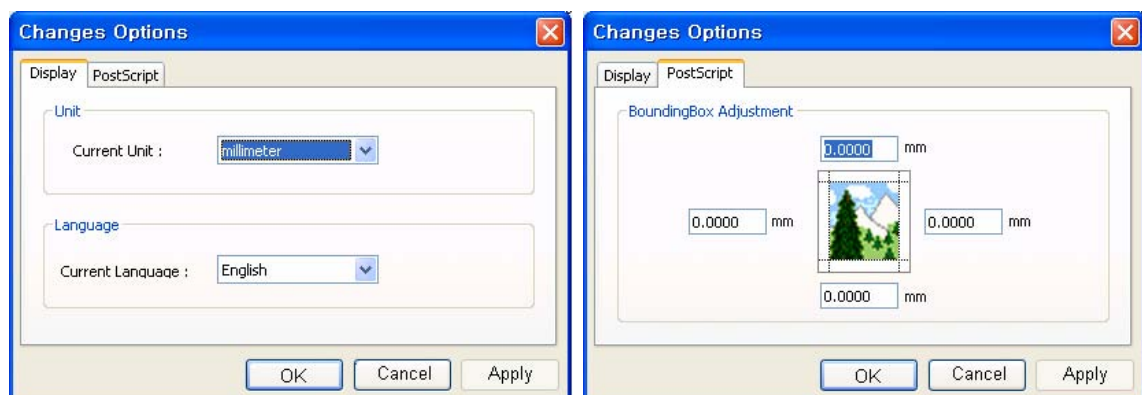 Changes Options
Display PostScript
Unit
Current Unit : millimeter
Language
Current Language : English
OK Cancel Apply
Changes Options
Display PostScript
BoundingBox Adjustment
0.0000 mm
0.0000 mm 0.0000 mm
0.0000 mm
OK Cancel Apply